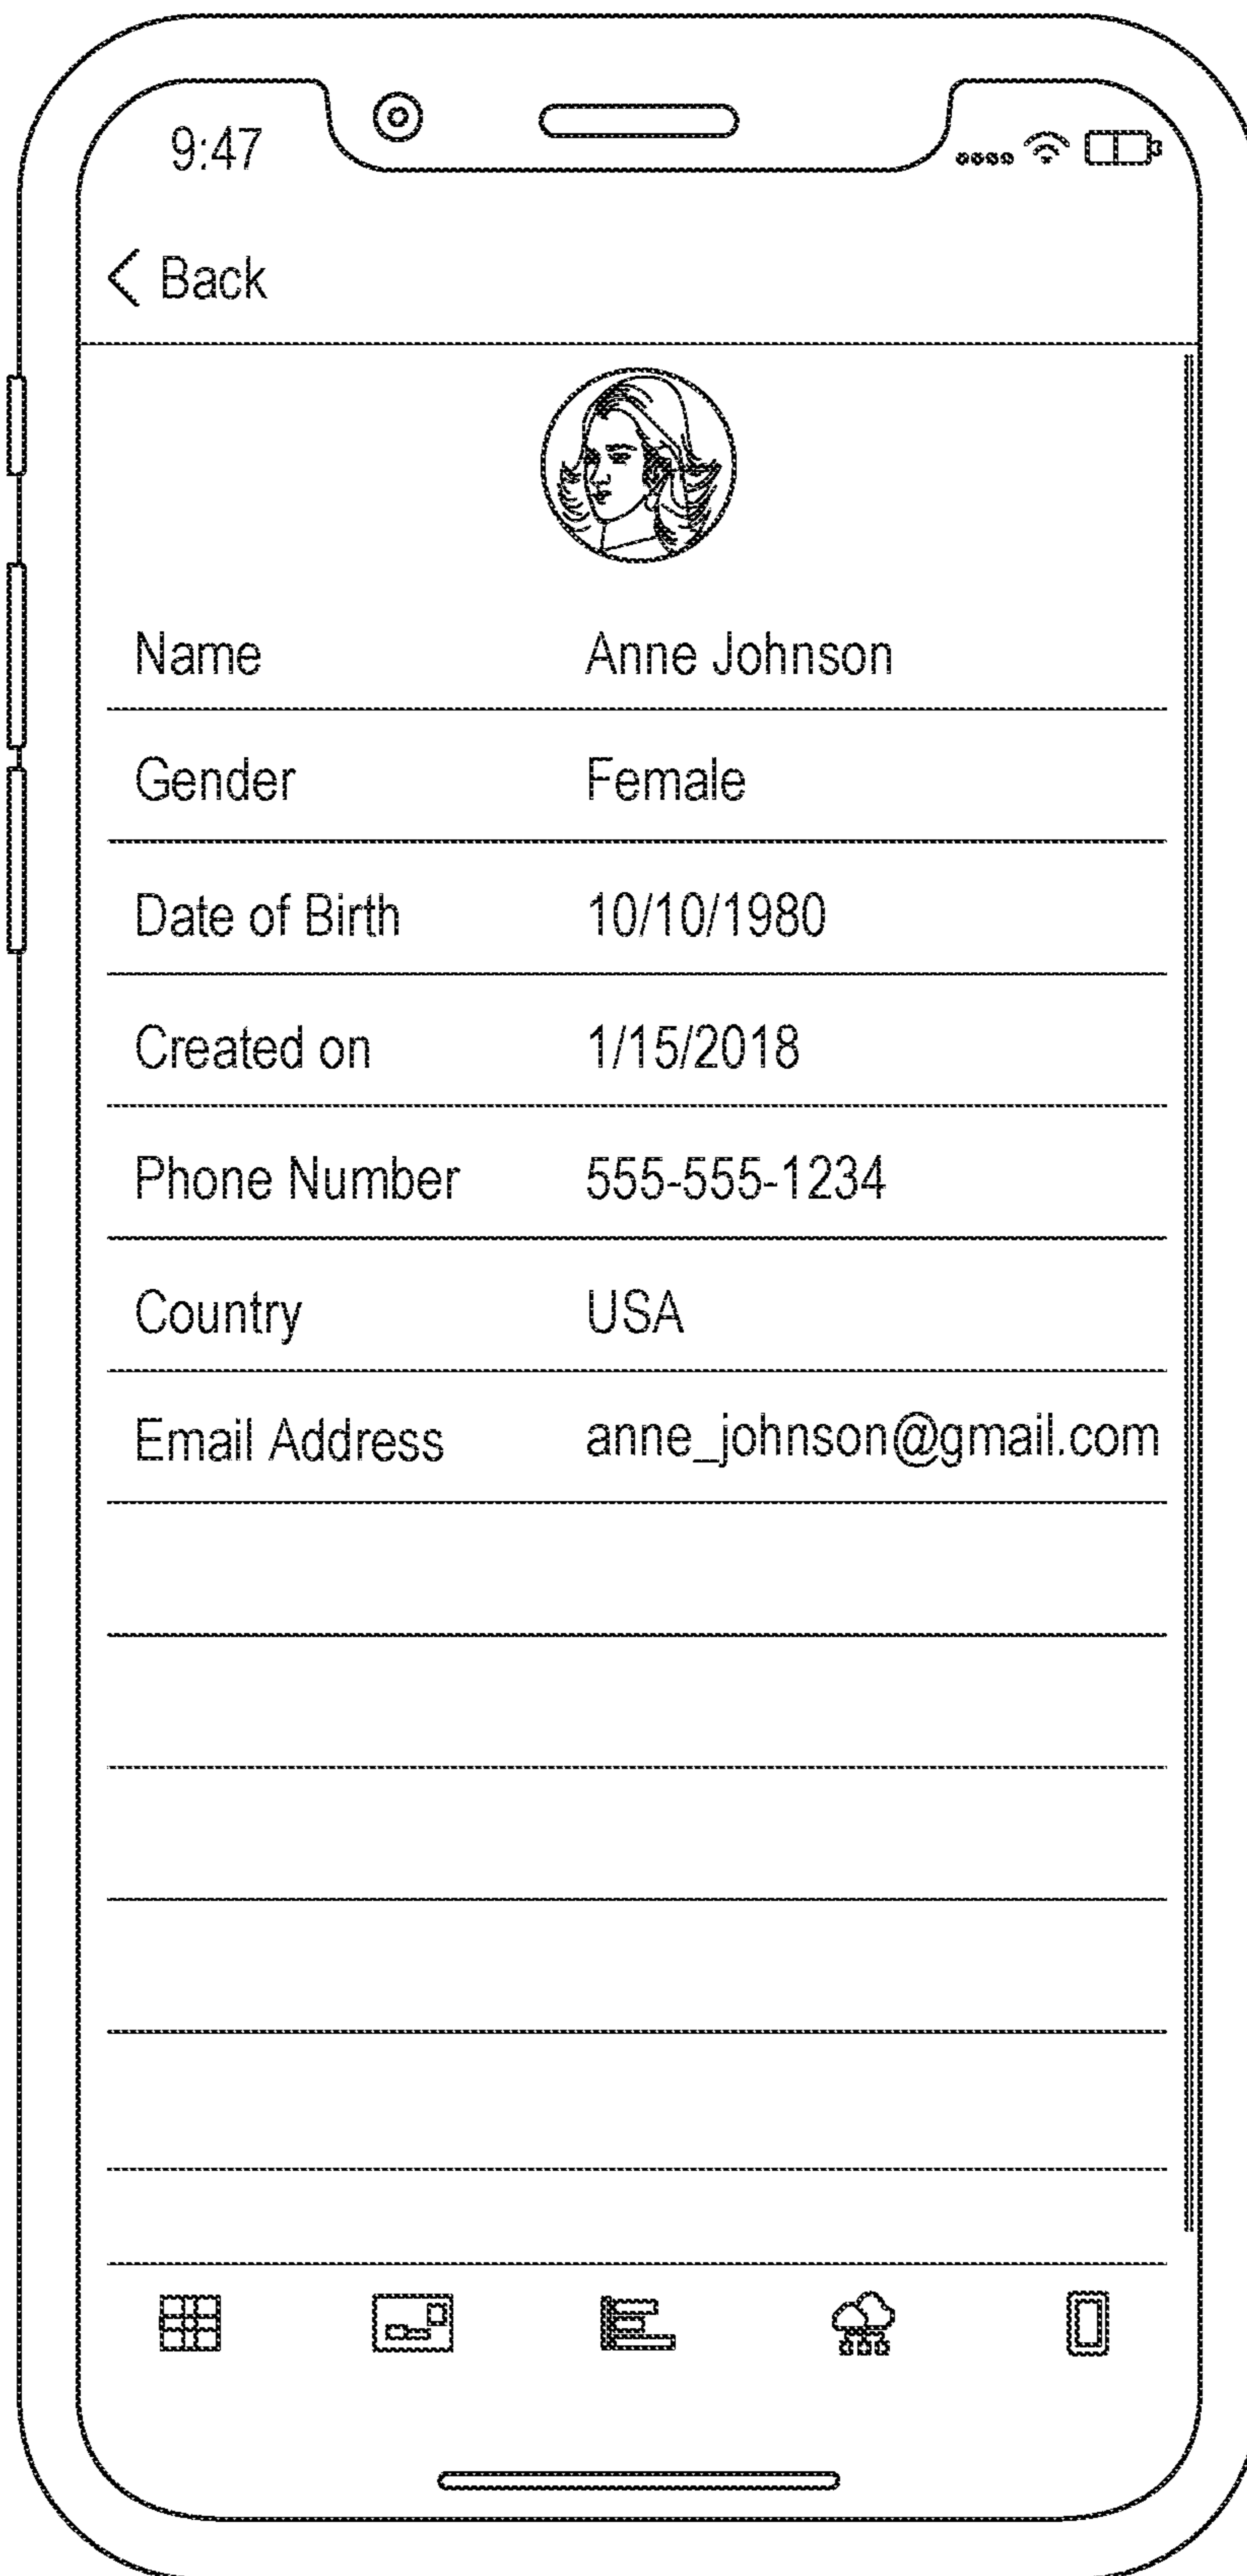 9:47
Back
Name Anne Johnson
Gender Female
Date of Birth 10/10/1980
Created on 1/15/2018
Phone Number 555-555-1234
Country USA
Email Address anne_johnson@gmail.com